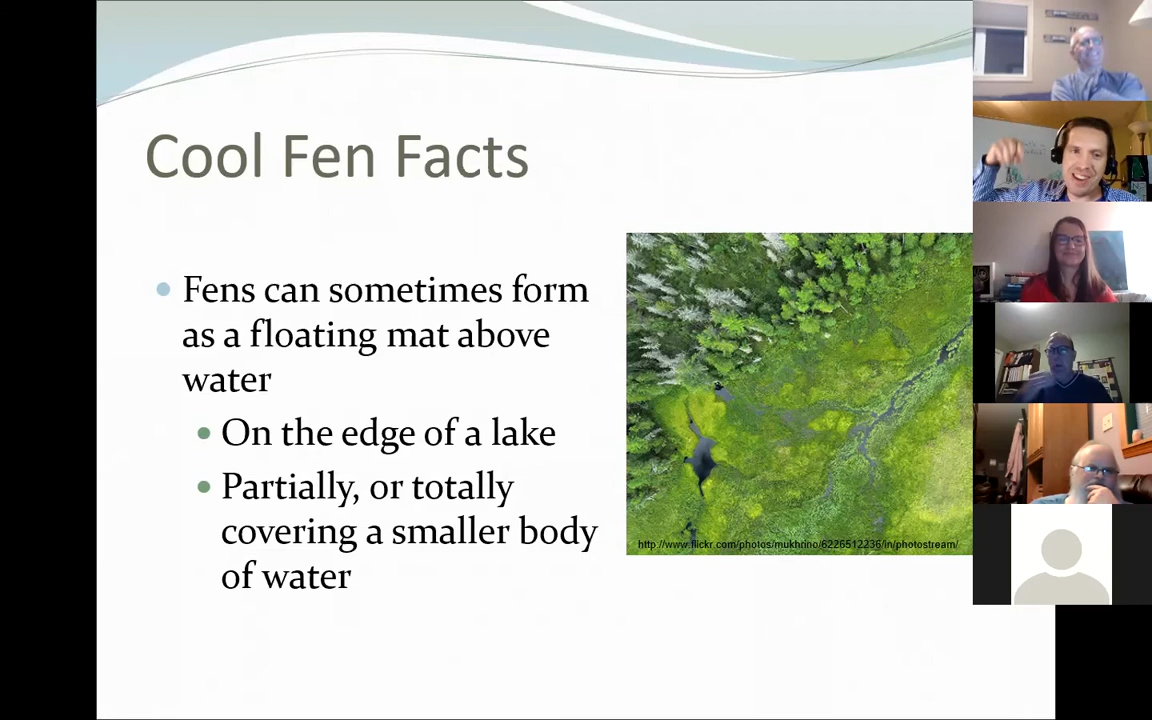 Cool Fen Facts
Fens can sometimes form
as a floating mat above
water
On the edge of a lake
Partially, or totally
covering a smaller body
of water
http://www.flickr.com/photos/mukhrino/6226512236/in/photostream/